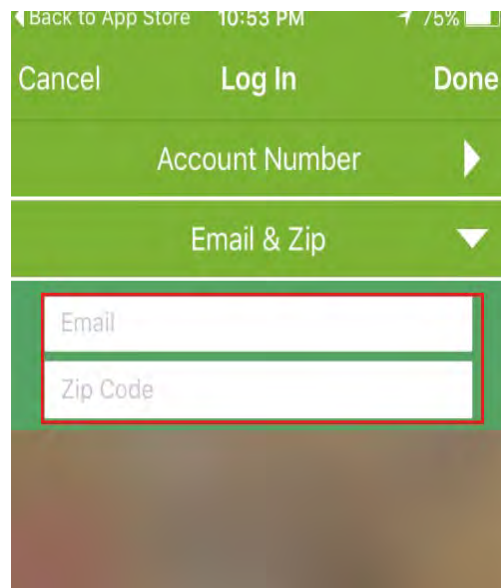 Back to App Store 10:53 PM 75%
Cancel Log In Done
Account Number
Email & Zip
Email
Zip Code